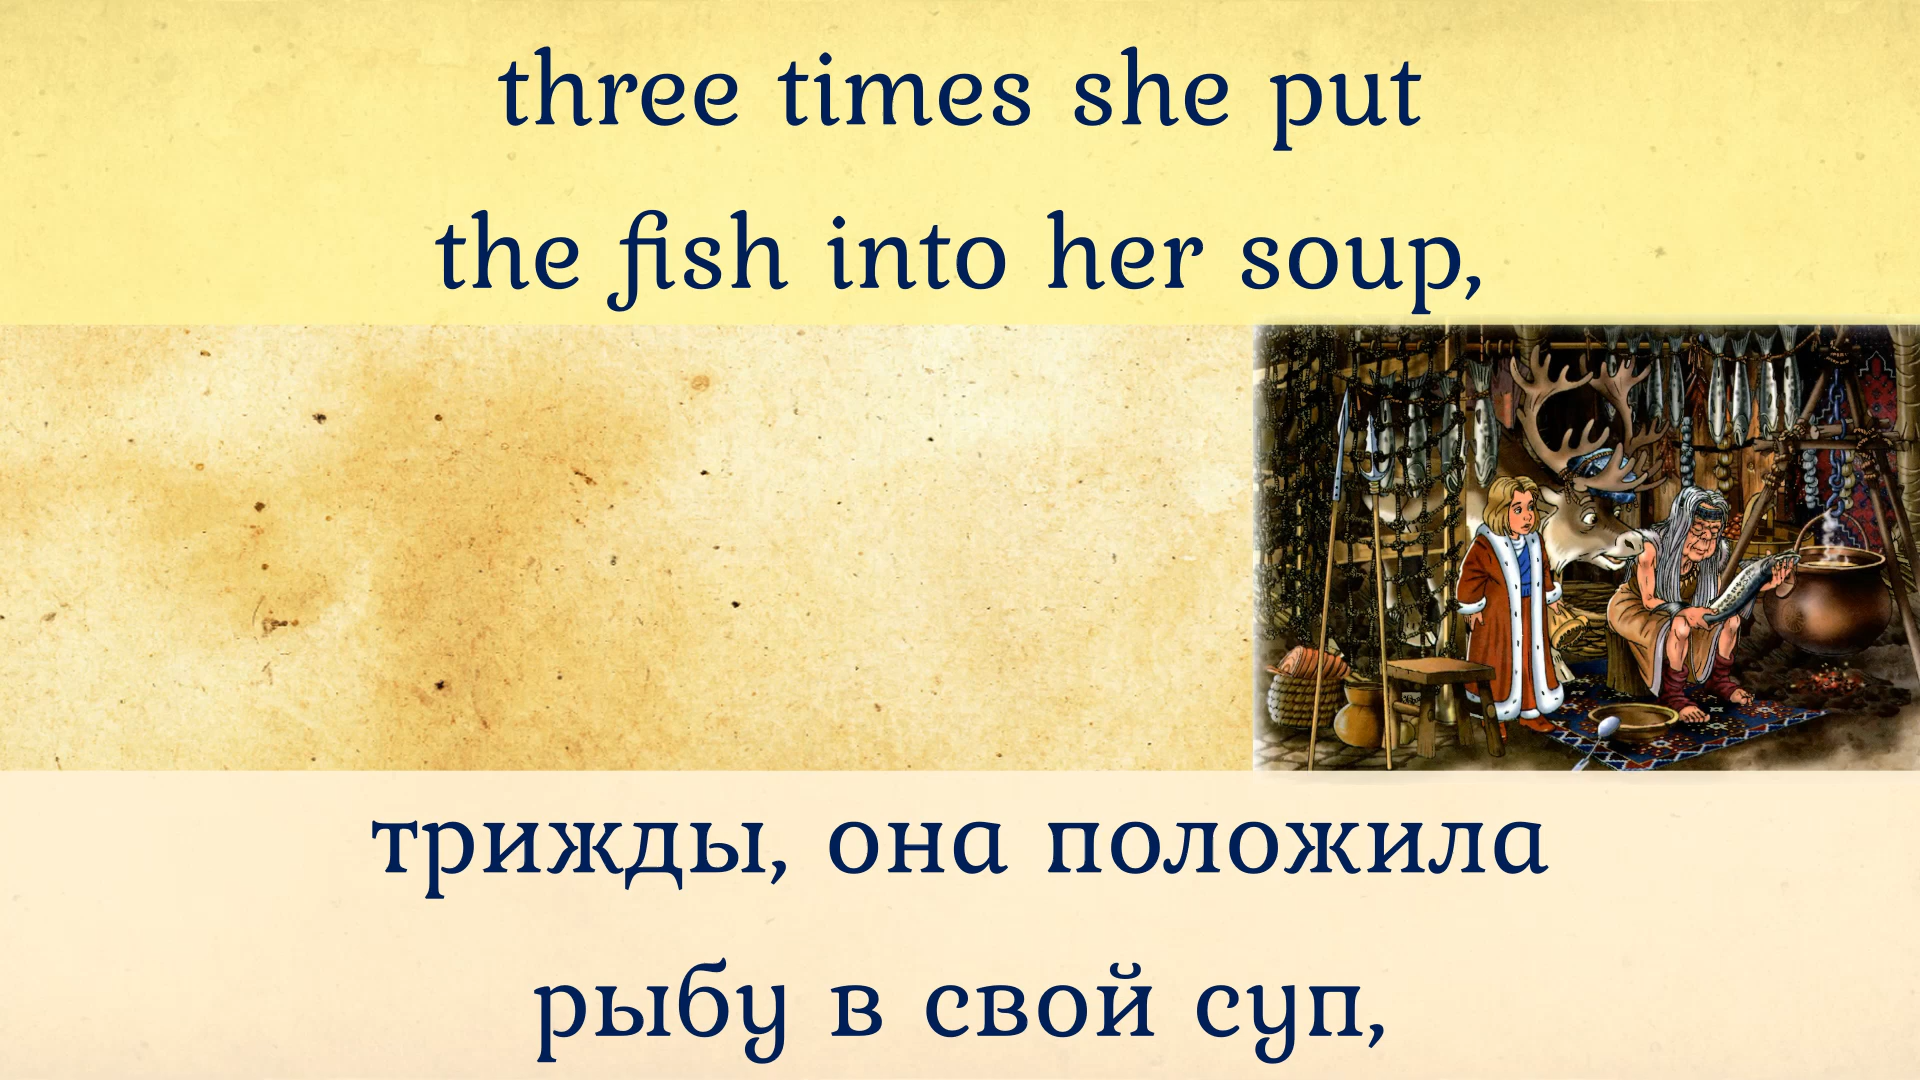 three times she put
the fish into her soup,
трижды, она положила
рыбу в свой суп,